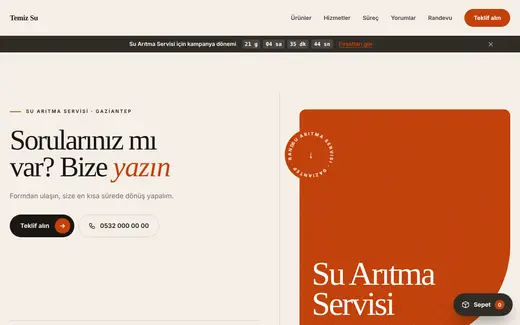 Temiz Su
Ürünler Hizmetler Süreç Yorumlar Randevu Teklif alın
Su Arıtma Servisi için kampanya dönemi 21 g 04 sa 35 dk 44 sn Fırsatları gör
SU ARITMA SERVİSİ · GAZİANTEP
Sorularınız mı
var? Bize yazın
Formdan ulaşın, size en kısa sürede dönüş yapalım.
Teklif alın → 0532 000 00 00
SU ARITMA SERVİSİ · GAZİANTEP ·
↓
Su Arıtma
Servisi
Sepet 0